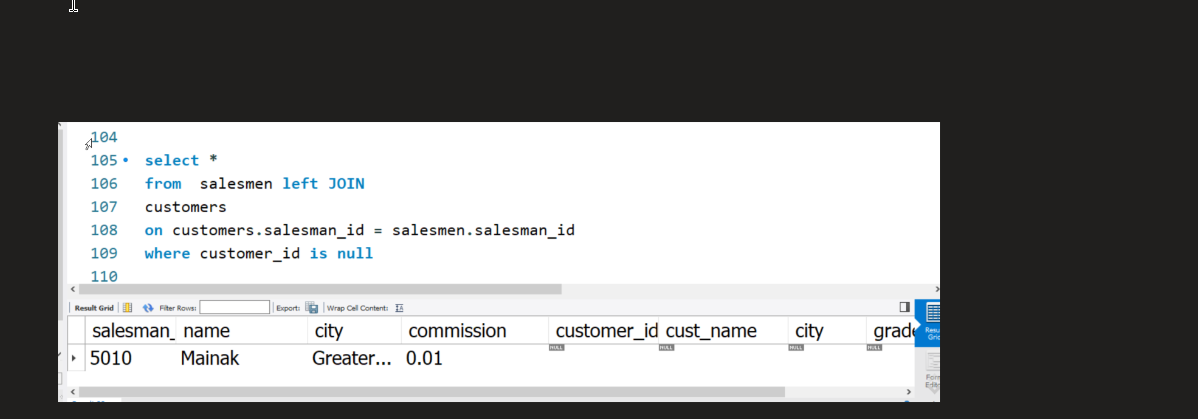 104
105 select *
106 from salesmen left JOIN
107 customers
108 on customers.salesman_id = salesmen.salesman_id
109 where customer_id is null
110
Result Grid Filter Rows: Export: Wrap Cell Content: IA
salesman_ name city commission customer_id cust_name city grade
NULL NULL NULL NULL
5010 Mainak Greater... 0.01
Result Grid